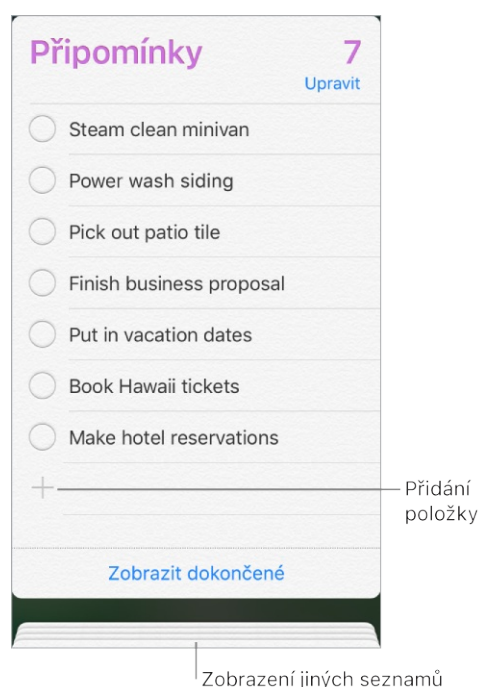 Připomínky 7
Upravit
Steam clean minivan
Power wash siding
Pick out patio tile
Finish business proposal
Put in vacation dates
Book Hawaii tickets
Make hotel reservations
Přidání
položky
Zobrazit dokončené
Zobrazení jiných seznamů